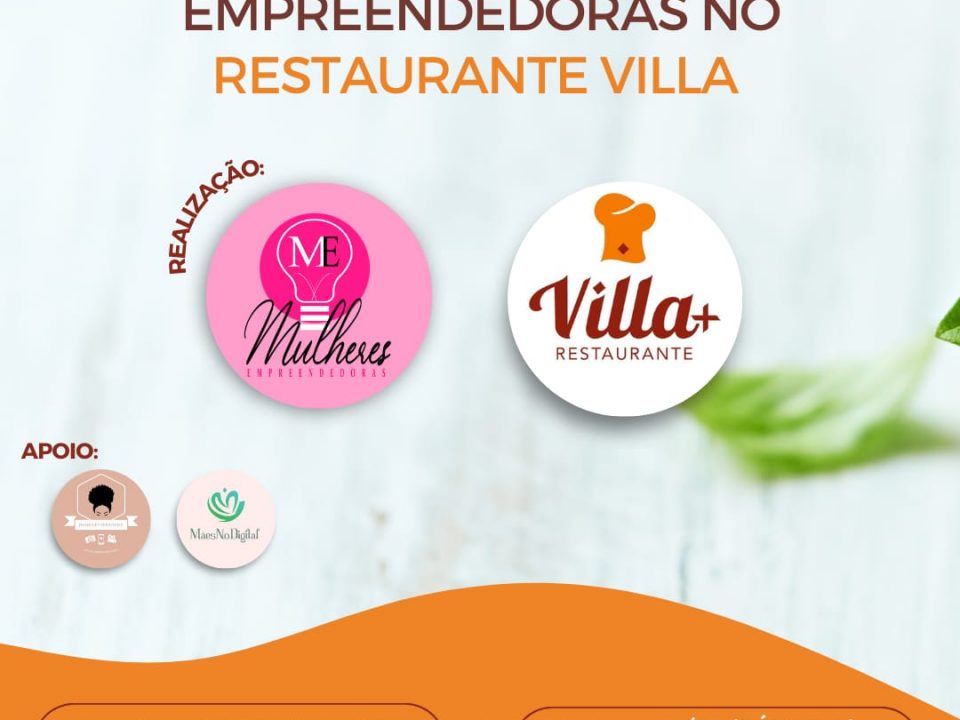 EMPREENDEDORAS NO
RESTAURANTE VILLA
REALIZAÇÃO:
ME
Mulheres
EMPREENDEDORAS
Villa+
RESTAURANTE
APOIO:
MaesNoDigital